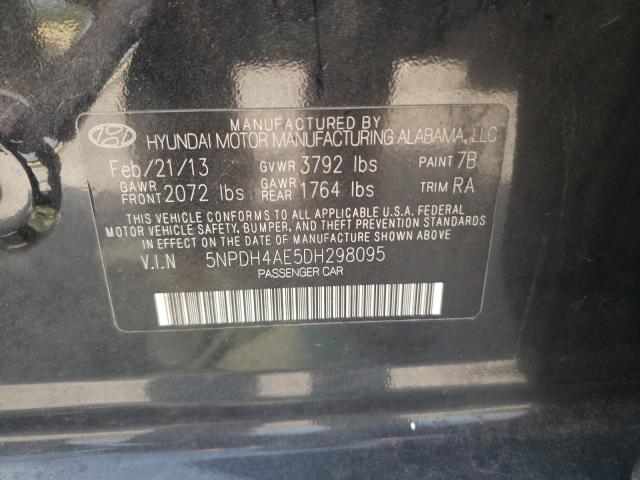 MANUFACTURED BY
HYUNDAI MOTOR MANUFACTURING ALABAMA, LLC
Feb/21/13 GVWR 3792 lbs PAINT 7B
GAWR FRONT 2072 lbs GAWR REAR 1764 lbs TRIM RA
THIS VEHICLE CONFORMS TO ALL APPLICABLE U.S.A. FEDERAL
MOTOR VEHICLE SAFETY, BUMPER, AND THEFT PREVENTION STANDARDS
IN EFFECT ON THE DATE OF MANUFACTURE SHOWN ABOVE
V.I.N 5NPDH4AE5DH298095
PASSENGER CAR